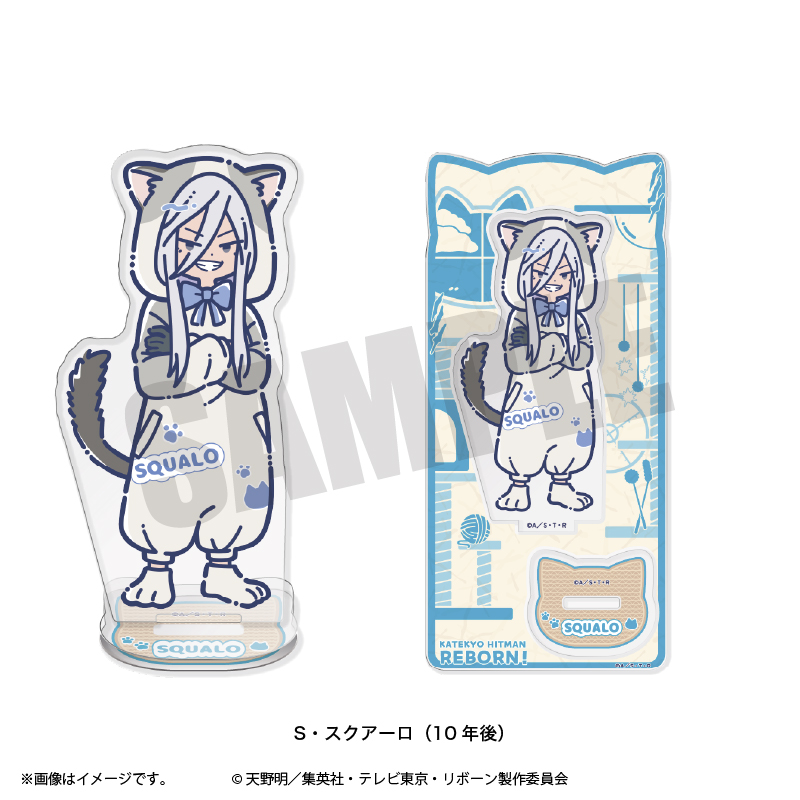 SQUALO
©A／S・T・R
SQUALO
SAMPLE
SQUALO
©A／S・T・R
©A／S・T・R
SQUALO
KATEKYO HITMAN
REBORN!
©A／S・T・R
S・スクアーロ（10年後）
※画像はイメージです。
©天野明／集英社・テレビ東京・リボーン製作委員会